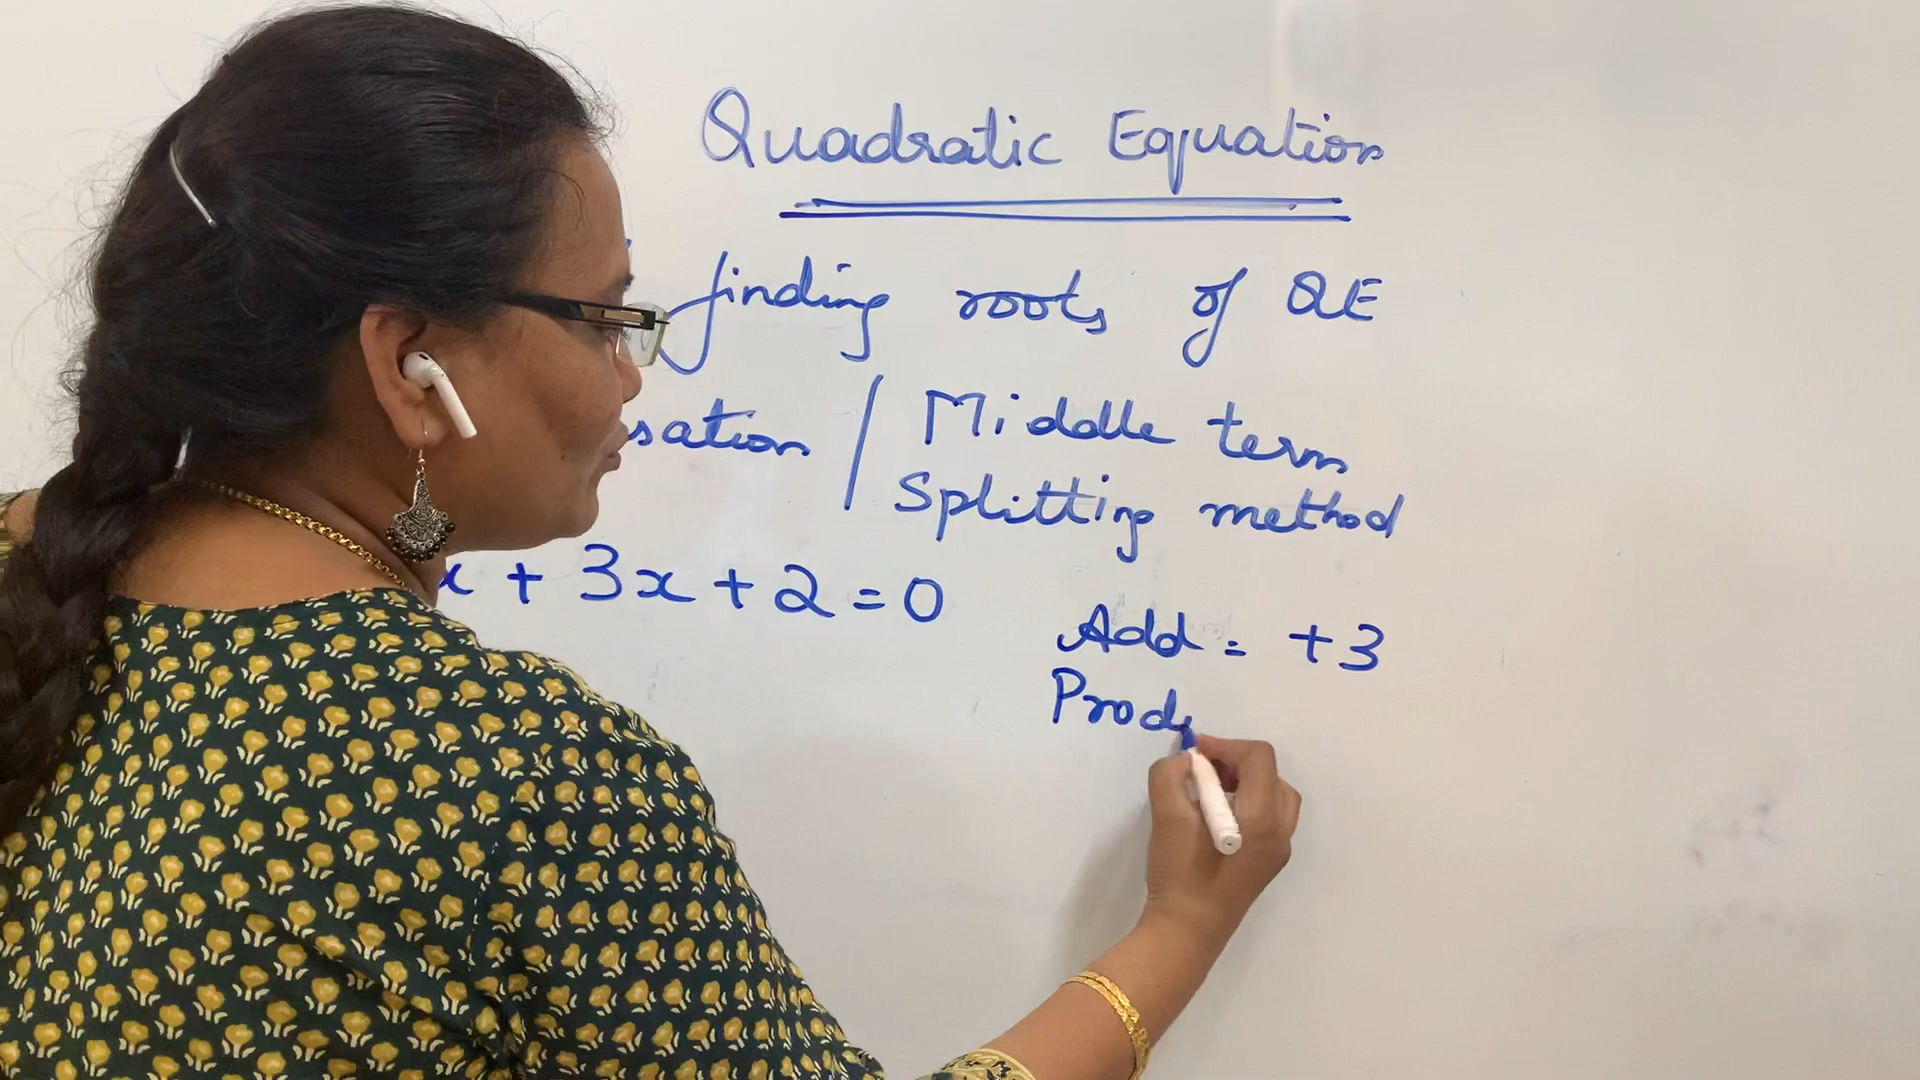 Quadratic Equation
finding roots of QE
sation / Middle term
Splitting method
x + 3x + 2 = 0
Add = +3
Prod